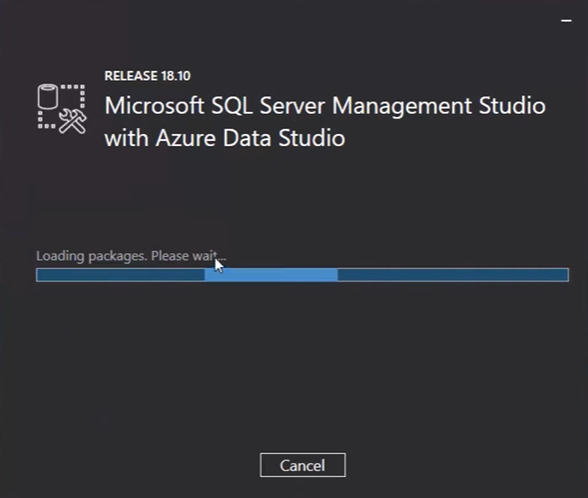 RELEASE 18.10
Microsoft SQL Server Management Studio
with Azure Data Studio
Loading packages. Please wait...
Cancel